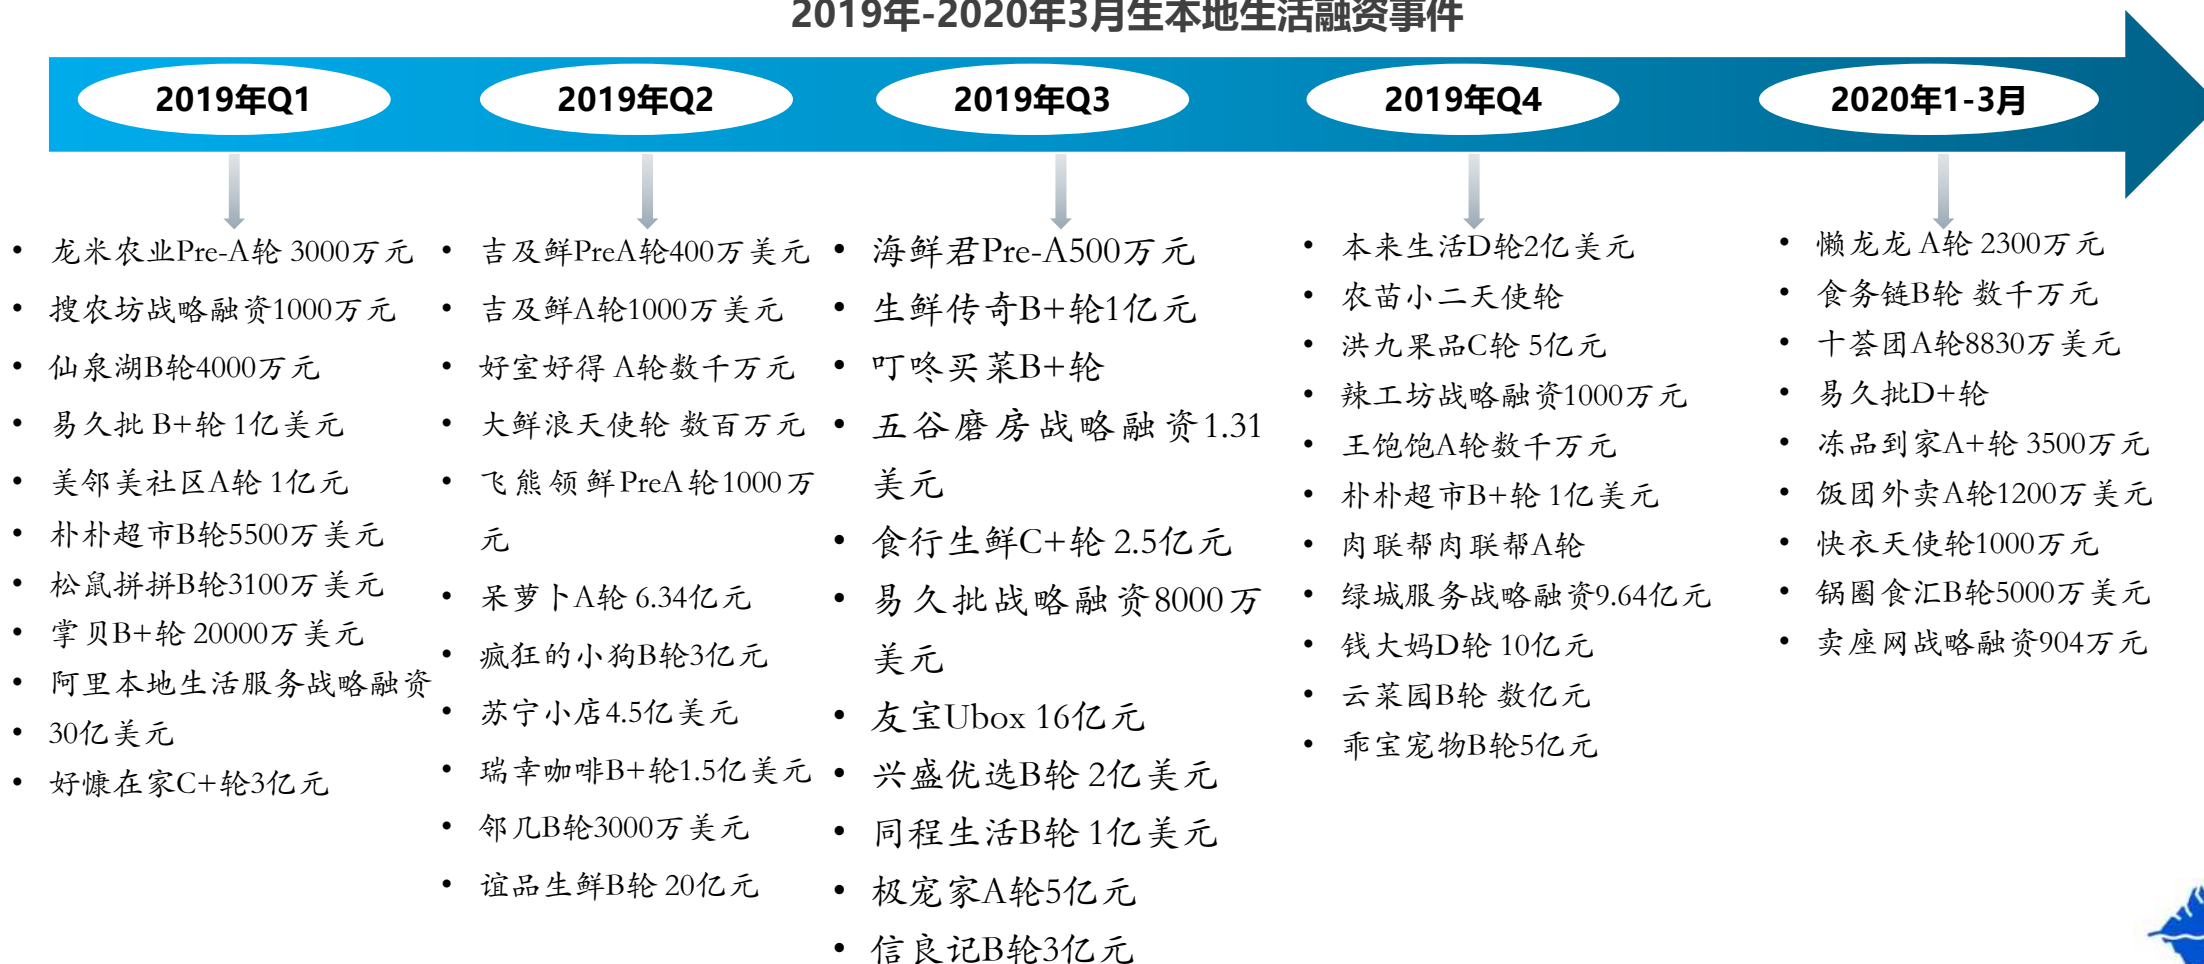 2019年-2020年3月生本地生活融资事件
2019年Q1
2019年Q2
2019年Q3
2019年Q4
2020年1-3月
• 龙米农业Pre-A轮 3000万元
• 搜农坊战略融资1000万元
• 仙泉湖B轮4000万元
• 易久批 B+轮 1亿美元
• 美邻美社区A轮 1亿元
• 朴朴超市B轮5500万美元
• 松鼠拼拼B轮3100万美元
• 掌贝B+轮 20000万美元
• 阿里本地生活服务战略融资
• 30亿美元
• 好慷在家C+轮3亿元
• 吉及鲜PreA轮400万美元
• 吉及鲜A轮1000万美元
• 好室好得 A轮数千万元
• 大鲜浪天使轮 数百万元
• 飞熊领鲜PreA轮1000万
元
• 呆萝卜A轮 6.34亿元
• 疯狂的小狗B轮3亿元
• 苏宁小店4.5亿美元
• 瑞幸咖啡B+轮1.5亿美元
• 邻几B轮3000万美元
• 谊品生鲜B轮 20亿元
• 海鲜君Pre-A500万元
• 生鲜传奇B+轮1亿元
• 叮咚买菜B+轮
• 五谷磨房战略融资1.31
美元
• 食行生鲜C+轮 2.5亿元
• 易久批战略融资8000万
美元
• 友宝Ubox 16亿元
• 兴盛优选B轮 2亿美元
• 同程生活B轮 1亿美元
• 极宠家A轮5亿元
• 信良记B轮3亿元
• 本来生活D轮2亿美元
• 农苗小二天使轮
• 洪九果品C轮 5亿元
• 辣工坊战略融资1000万元
• 王饱饱A轮数千万元
• 朴朴超市B+轮 1亿美元
• 肉联帮肉联帮A轮
• 绿城服务战略融资9.64亿元
• 钱大妈D轮 10亿元
• 云菜园B轮 数亿元
• 乖宝宠物B轮5亿元
• 懒龙龙 A轮 2300万元
• 食务链B轮 数千万元
• 十荟团A轮8830万美元
• 易久批D+轮
• 冻品到家A+轮 3500万元
• 饭团外卖A轮1200万美元
• 快衣天使轮1000万元
• 锅圈食汇B轮5000万美元
• 卖座网战略融资904万元